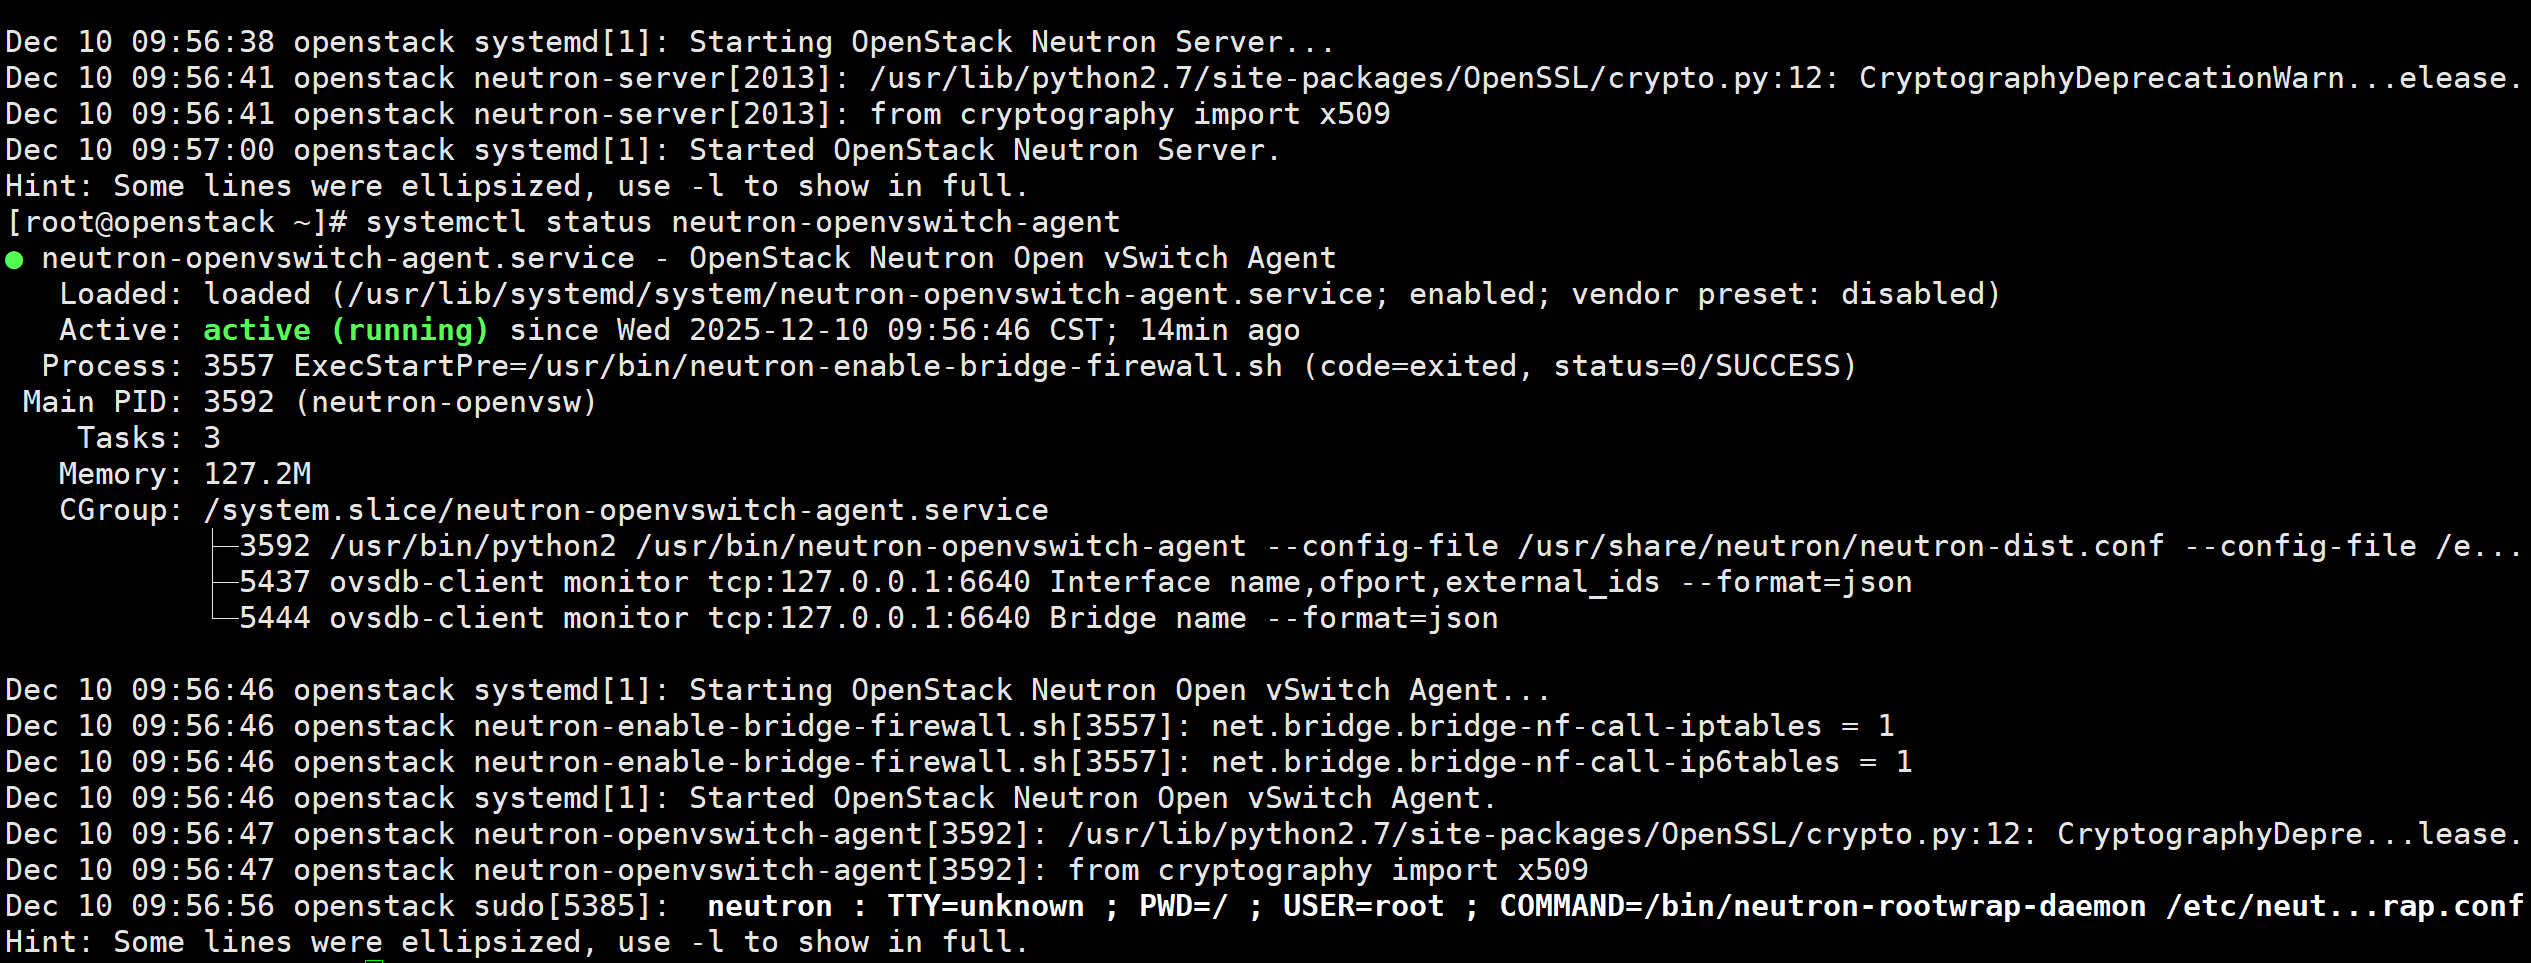 Dec 10 09:56:38 openstack systemd[1]: Starting OpenStack Neutron Server...
Dec 10 09:56:41 openstack neutron-server[2013]: /usr/lib/python2.7/site-packages/OpenSSL/crypto.py:12: CryptographyDeprecationWarn...elease.
Dec 10 09:56:41 openstack neutron-server[2013]: from cryptography import x509
Dec 10 09:57:00 openstack systemd[1]: Started OpenStack Neutron Server.
Hint: Some lines were ellipsized, use -l to show in full.
[root@openstack ~]# systemctl status neutron-openvswitch-agent
● neutron-openvswitch-agent.service - OpenStack Neutron Open vSwitch Agent
   Loaded: loaded (/usr/lib/systemd/system/neutron-openvswitch-agent.service; enabled; vendor preset: disabled)
   Active: active (running) since Wed 2025-12-10 09:56:46 CST; 14min ago
  Process: 3557 ExecStartPre=/usr/bin/neutron-enable-bridge-firewall.sh (code=exited, status=0/SUCCESS)
 Main PID: 3592 (neutron-openvsw)
    Tasks: 3
   Memory: 127.2M
   CGroup: /system.slice/neutron-openvswitch-agent.service
           ├─3592 /usr/bin/python2 /usr/bin/neutron-openvswitch-agent --config-file /usr/share/neutron/neutron-dist.conf --config-file /e...
           ├─5437 ovsdb-client monitor tcp:127.0.0.1:6640 Interface name,ofport,external_ids --format=json
           └─5444 ovsdb-client monitor tcp:127.0.0.1:6640 Bridge name --format=json

Dec 10 09:56:46 openstack systemd[1]: Starting OpenStack Neutron Open vSwitch Agent...
Dec 10 09:56:46 openstack neutron-enable-bridge-firewall.sh[3557]: net.bridge.bridge-nf-call-iptables = 1
Dec 10 09:56:46 openstack neutron-enable-bridge-firewall.sh[3557]: net.bridge.bridge-nf-call-ip6tables = 1
Dec 10 09:56:46 openstack systemd[1]: Started OpenStack Neutron Open vSwitch Agent.
Dec 10 09:56:47 openstack neutron-openvswitch-agent[3592]: /usr/lib/python2.7/site-packages/OpenSSL/crypto.py:12: CryptographyDepre...lease.
Dec 10 09:56:47 openstack neutron-openvswitch-agent[3592]: from cryptography import x509
Dec 10 09:56:56 openstack sudo[5385]:  neutron : TTY=unknown ; PWD=/ ; USER=root ; COMMAND=/bin/neutron-rootwrap-daemon /etc/neut...rap.conf
Hint: Some lines were ellipsized, use -l to show in full.